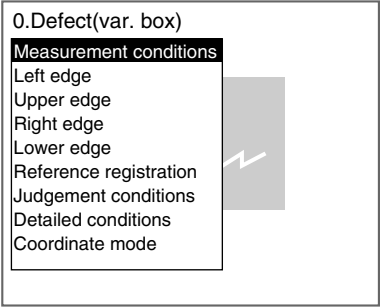 0.Defect(var. box)
Measurement conditions
Left edge
Upper edge
Right edge
Lower edge
Reference registration
Judgement conditions
Detailed conditions
Coordinate mode